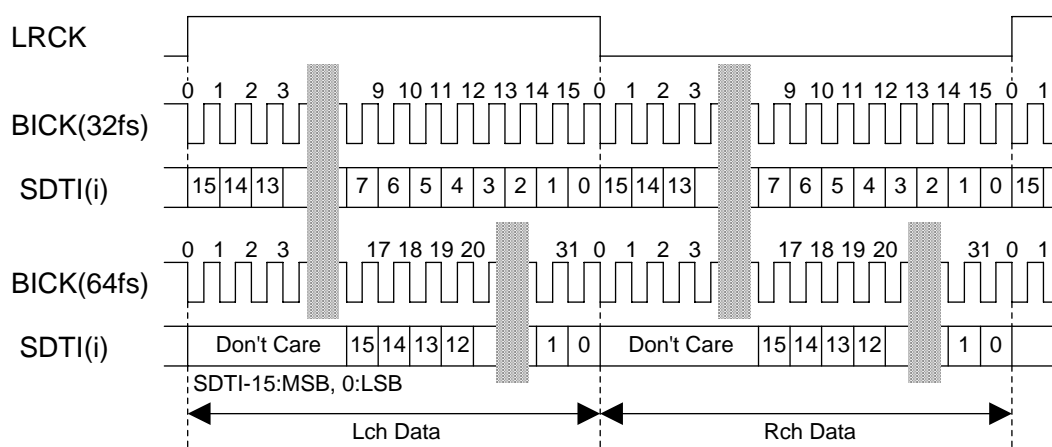 LRCK
0 1 2 3 9 10 11 12 13 14 15 0 1 2 3 9 10 11 12 13 14 15 0 1
BICK(32fs)
SDTI(i) 15 14 13 7 6 5 4 3 2 1 0 15 14 13 7 6 5 4 3 2 1 0 15
0 1 2 3 17 18 19 20 31 0 1 2 3 17 18 19 20 31 0 1
BICK(64fs)
SDTI(i) Don't Care 15 14 13 12 1 0 Don't Care 15 14 13 12 1 0
SDTI-15:MSB, 0:LSB
Lch Data Rch Data